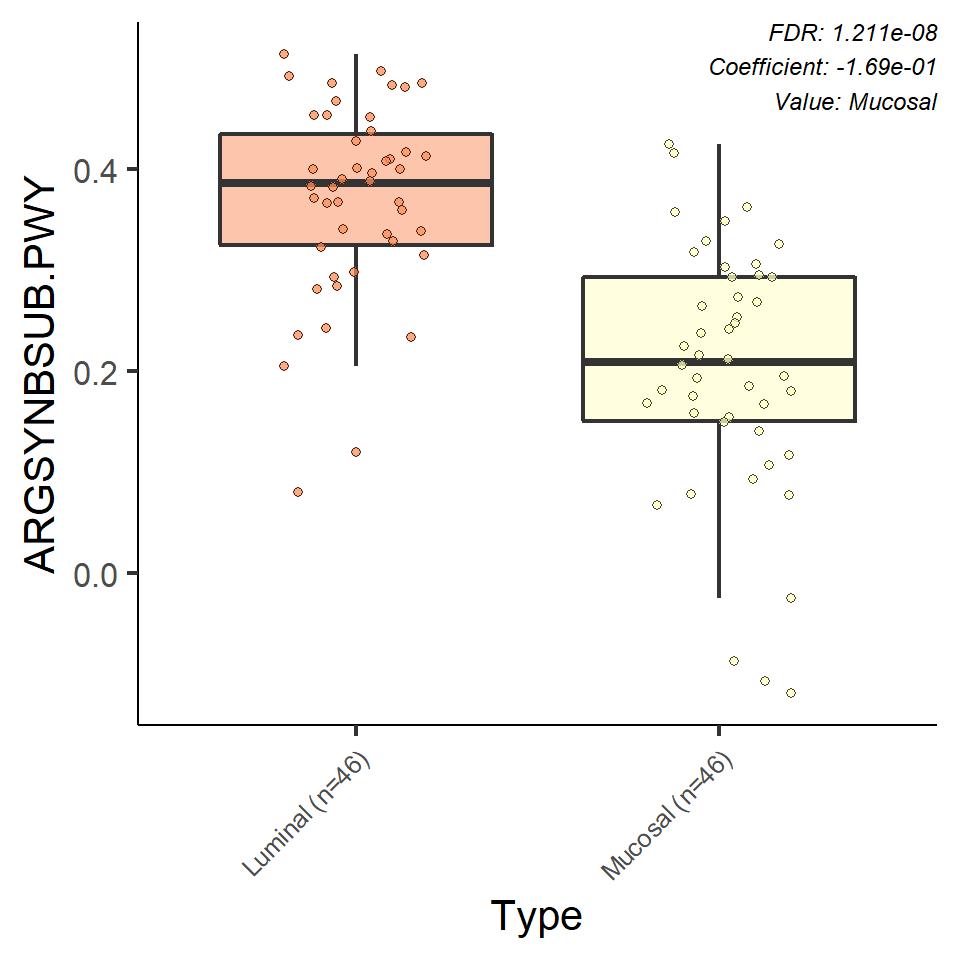 FDR: 1.211e-08
Coefficient: -1.69e-01
Value: Mucosal
ARGSYNBSUB.PWY
0.4
0.2
0.0
Luminal (n=46)
Mucosal (n=46)
Type